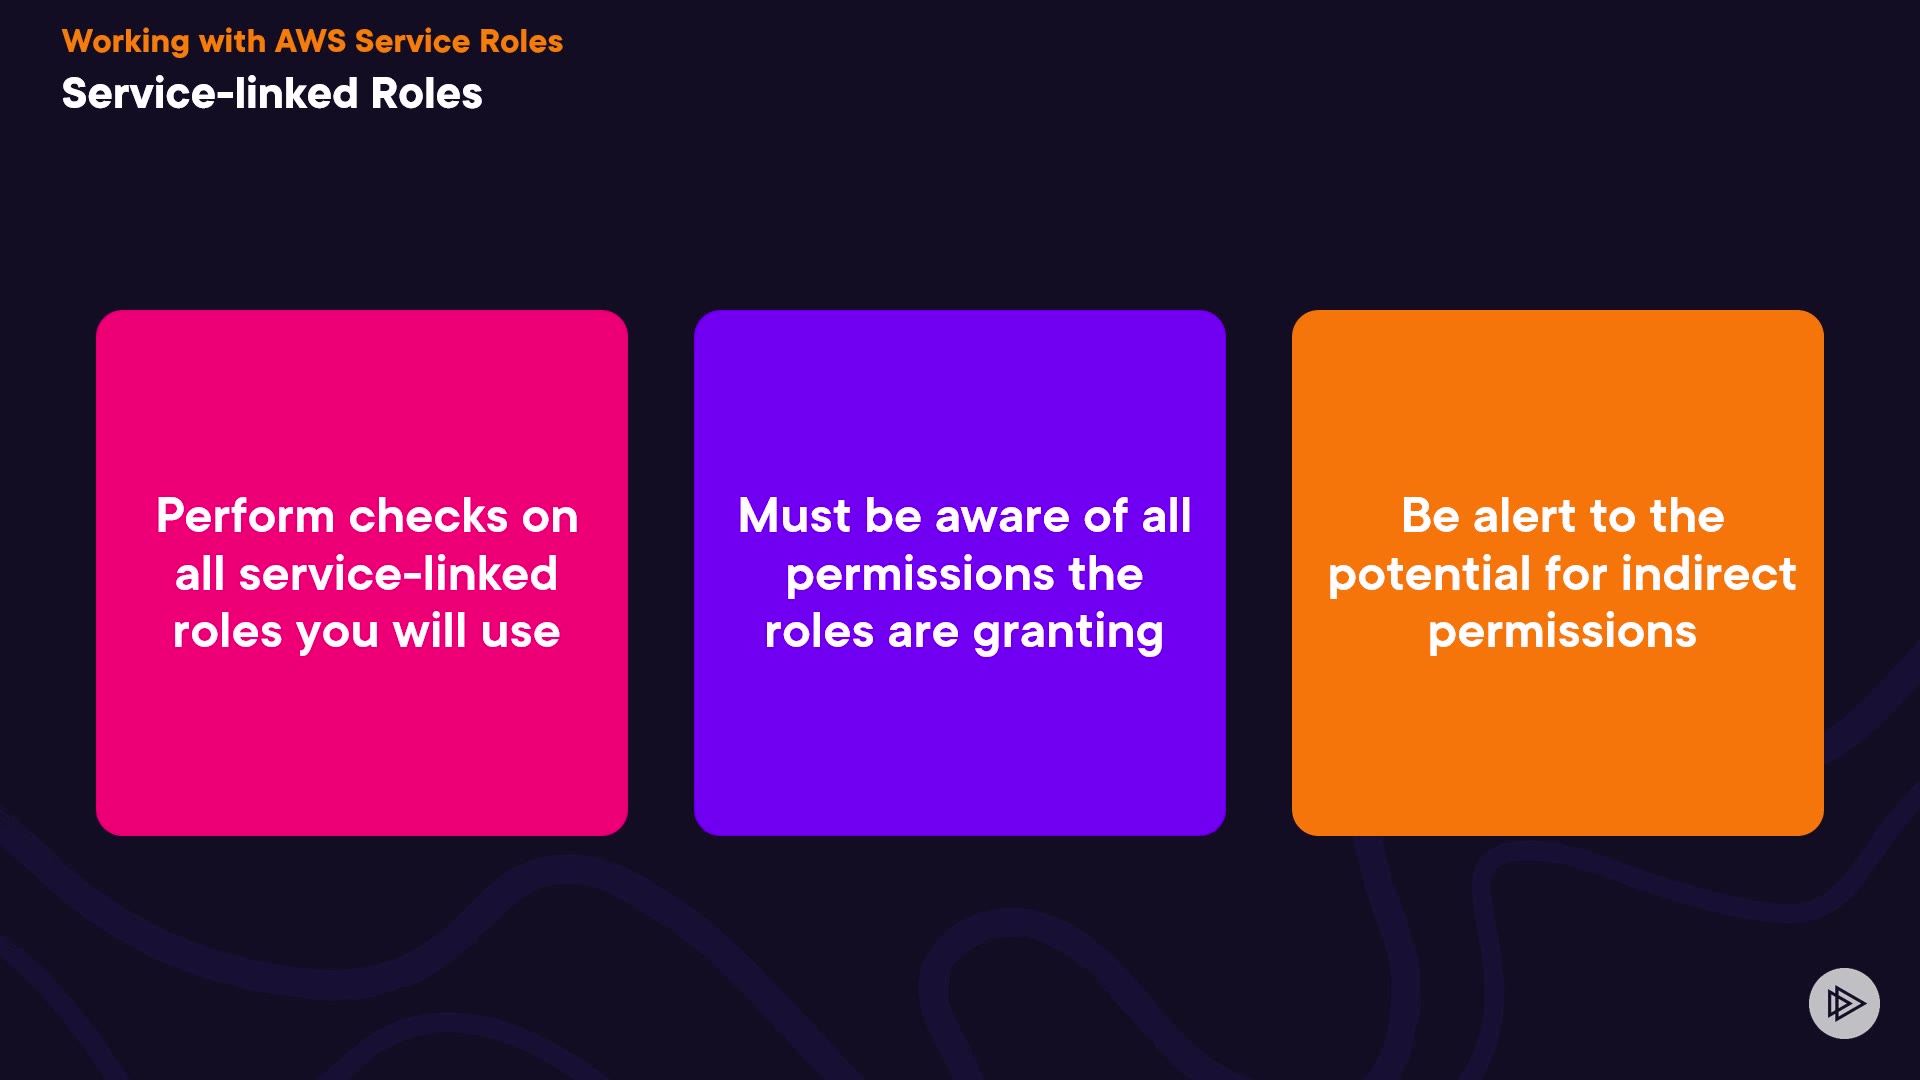 Working with AWS Service Roles
Service-linked Roles
Perform checks on
all service-linked
roles you will use
Must be aware of all
permissions the
roles are granting
Be alert to the
potential for indirect
permissions